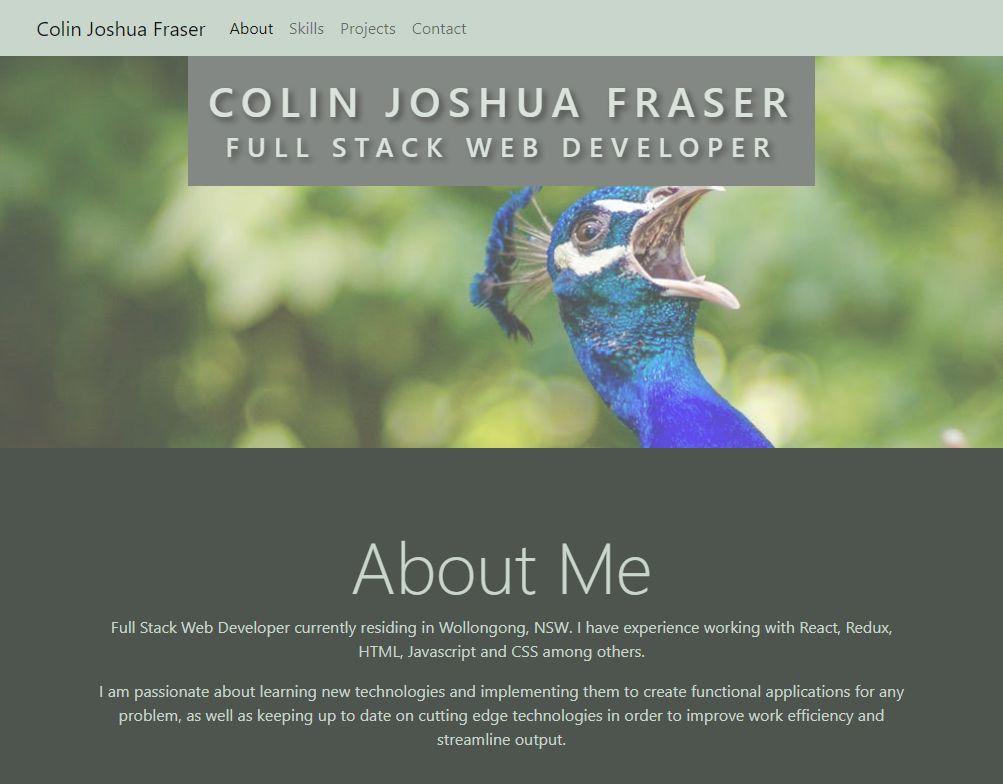 Colin Joshua Fraser About Skills Projects Contact
COLIN JOSHUA FRASER
FULL STACK WEB DEVELOPER
About Me
Full Stack Web Developer currently residing in Wollongong, NSW. I have experience working with React, Redux,
HTML, Javascript and CSS among others.
I am passionate about learning new technologies and implementing them to create functional applications for any
problem, as well as keeping up to date on cutting edge technologies in order to improve work efficiency and
streamline output.